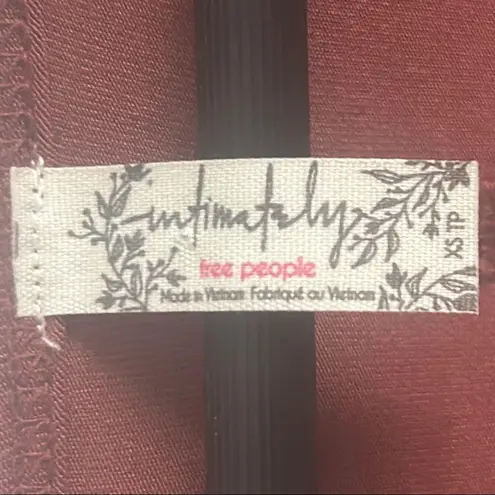 intimately
free people
Made in Vietnam Fabriqué au Vietnam
XS TP